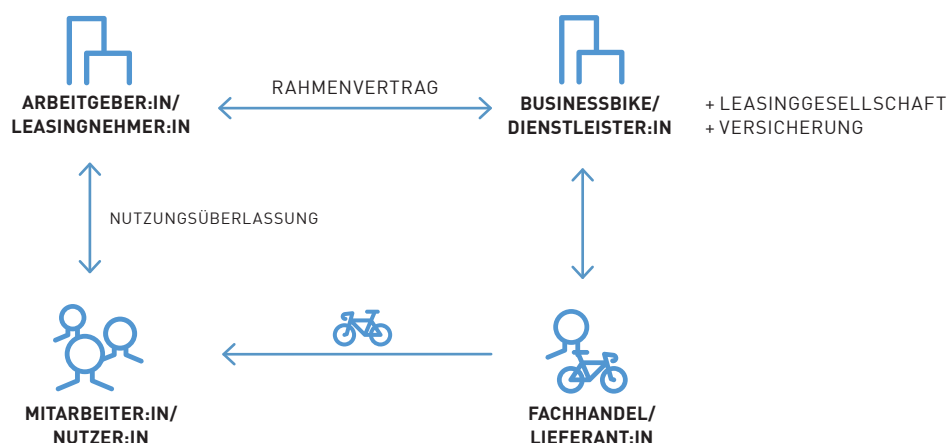 RAHMENVERTRAG
ARBEITGEBER:IN/
LEASINGNEHMER:IN
BUSINESSBIKE/
DIENSTLEISTER:IN
+ LEASINGGESELLSCHAFT
+ VERSICHERUNG
NUTZUNGSÜBERLASSUNG
MITARBEITER:IN/
NUTZER:IN
FACHHANDEL/
LIEFERANT:IN